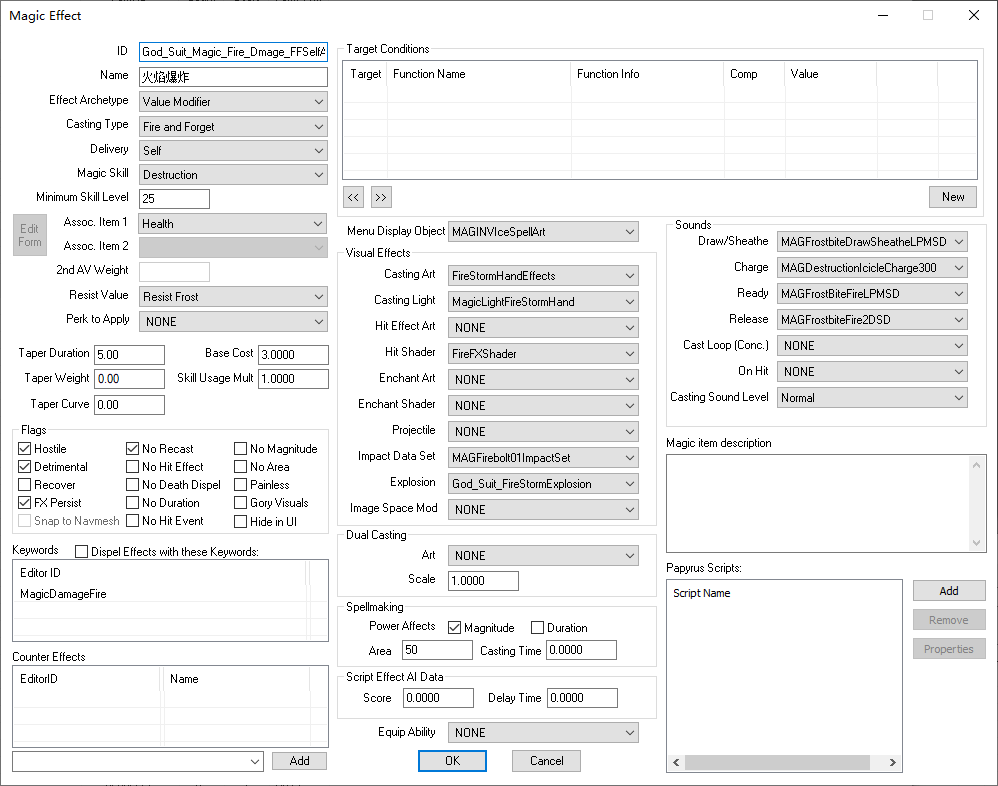 Magic Effect
ID God_Suit_Magic_Fire_Dmage_FFSelfA
Name 火焰爆炸
Effect Archetype Value Modifier
Casting Type Fire and Forget
Delivery Self
Magic Skill Destruction
Minimum Skill Level 25
Edit Form
Assoc. Item 1 Health
Assoc. Item 2
2nd AV Weight
Resist Value Resist Frost
Perk to Apply NONE
Taper Duration 5.00 Base Cost 3.0000
Taper Weight 0.00 Skill Usage Mult 1.0000
Taper Curve 0.00
Flags
Hostile No Recast No Magnitude
Detrimental No Hit Effect No Area
Recover No Death Dispel Painless
FX Persist No Duration Gory Visuals
Snap to Navmesh No Hit Event Hide in UI
Keywords Dispel Effects with these Keywords:
Editor ID
MagicDamageFire
Counter Effects
EditorID Name
Add
Target Conditions
Target Function Name Function Info Comp Value
<< >> New
Menu Display Object MAGINVIceSpellArt
Visual Effects
Casting Art FireStormHandEffects
Casting Light MagicLightFireStormHand
Hit Effect Art NONE
Hit Shader FireFXShader
Enchant Art NONE
Enchant Shader NONE
Projectile NONE
Impact Data Set MAGFirebolt01ImpactSet
Explosion God_Suit_FireStormExplosion
Image Space Mod NONE
Dual Casting
Art NONE
Scale 1.0000
Spellmaking
Power Affects Magnitude Duration
Area 50 Casting Time 0.0000
Script Effect AI Data
Score 0.0000 Delay Time 0.0000
Equip Ability NONE
OK Cancel
Sounds
Draw/Sheathe MAGFrostbiteDrawSheatheLPMSD
Charge MAGDestructionIcicleCharge300
Ready MAGFrostBiteFireLPMSD
Release MAGFrostbiteFire2DSD
Cast Loop (Conc.) NONE
On Hit NONE
Casting Sound Level Normal
Magic item description
Papyrus Scripts:
Script Name
Add
Remove
Properties